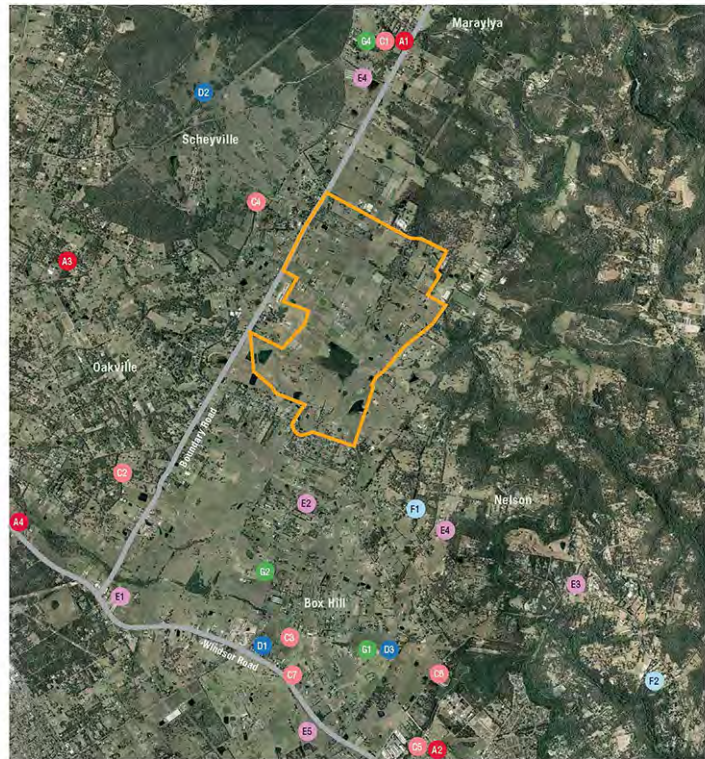 Maraylya
G4 C1 A1
E4
D2
Scheyville
C4
A3
Oakville
Boundary Road
C2
E2
F1
Nelson
A4
E4
G2
E3
E1
Box Hill
C3
D1
G1 D3
Windsor Road
C7
C6
F2
E5
C5 A2